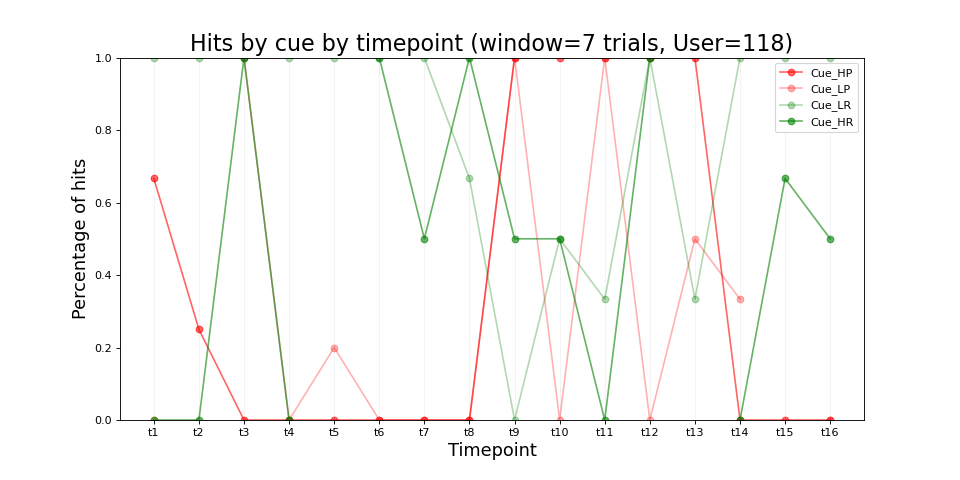 Hits by cue by timepoint (window=7 trials, User=118)
1.0
0.8
0.6
0.4
0.2
0.0
Percentage of hits
Cue_HP
Cue_LP
Cue_LR
Cue_HR
t1 t2 t3 t4 t5 t6 t7 t8 t9 t10 t11 t12 t13 t14 t15 t16
Timepoint